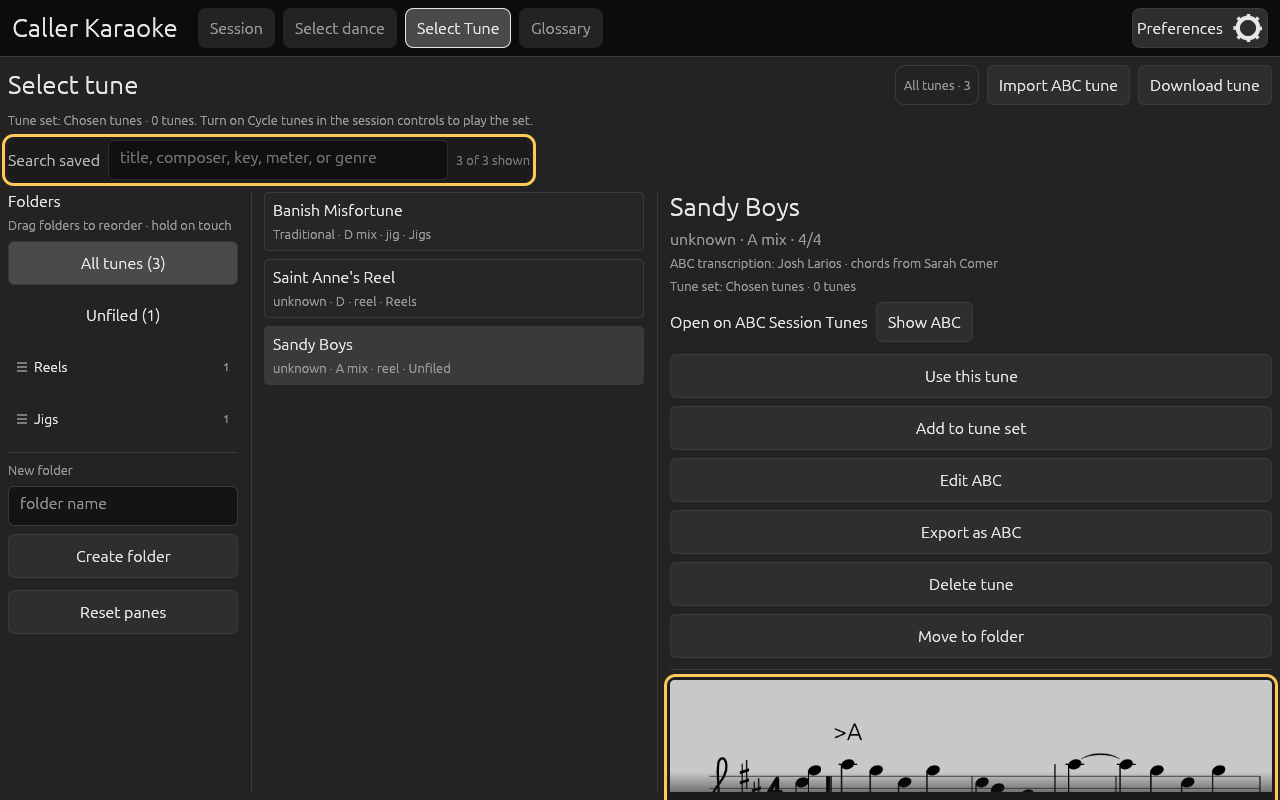 Caller Karaoke
Session
Select dance
Select Tune
Glossary
Preferences
Select tune
All tunes · 3
Import ABC tune
Download tune
Tune set: Chosen tunes · 0 tunes. Turn on Cycle tunes in the session controls to play the set.
Search saved
title, composer, key, meter, or genre
3 of 3 shown
Folders
Drag folders to reorder · hold on touch
All tunes (3)
Unfiled (1)
Reels 1
Jigs 1
New folder
folder name
Create folder
Reset panes
Banish Misfortune
Traditional · D mix · jig · Jigs
Saint Anne's Reel
unknown · D · reel · Reels
Sandy Boys
unknown · A mix · reel · Unfiled
Sandy Boys
unknown · A mix · 4/4
ABC transcription: Josh Larios · chords from Sarah Comer
Tune set: Chosen tunes · 0 tunes
Open on ABC Session Tunes
Show ABC
Use this tune
Add to tune set
Edit ABC
Export as ABC
Delete tune
Move to folder
>A
4